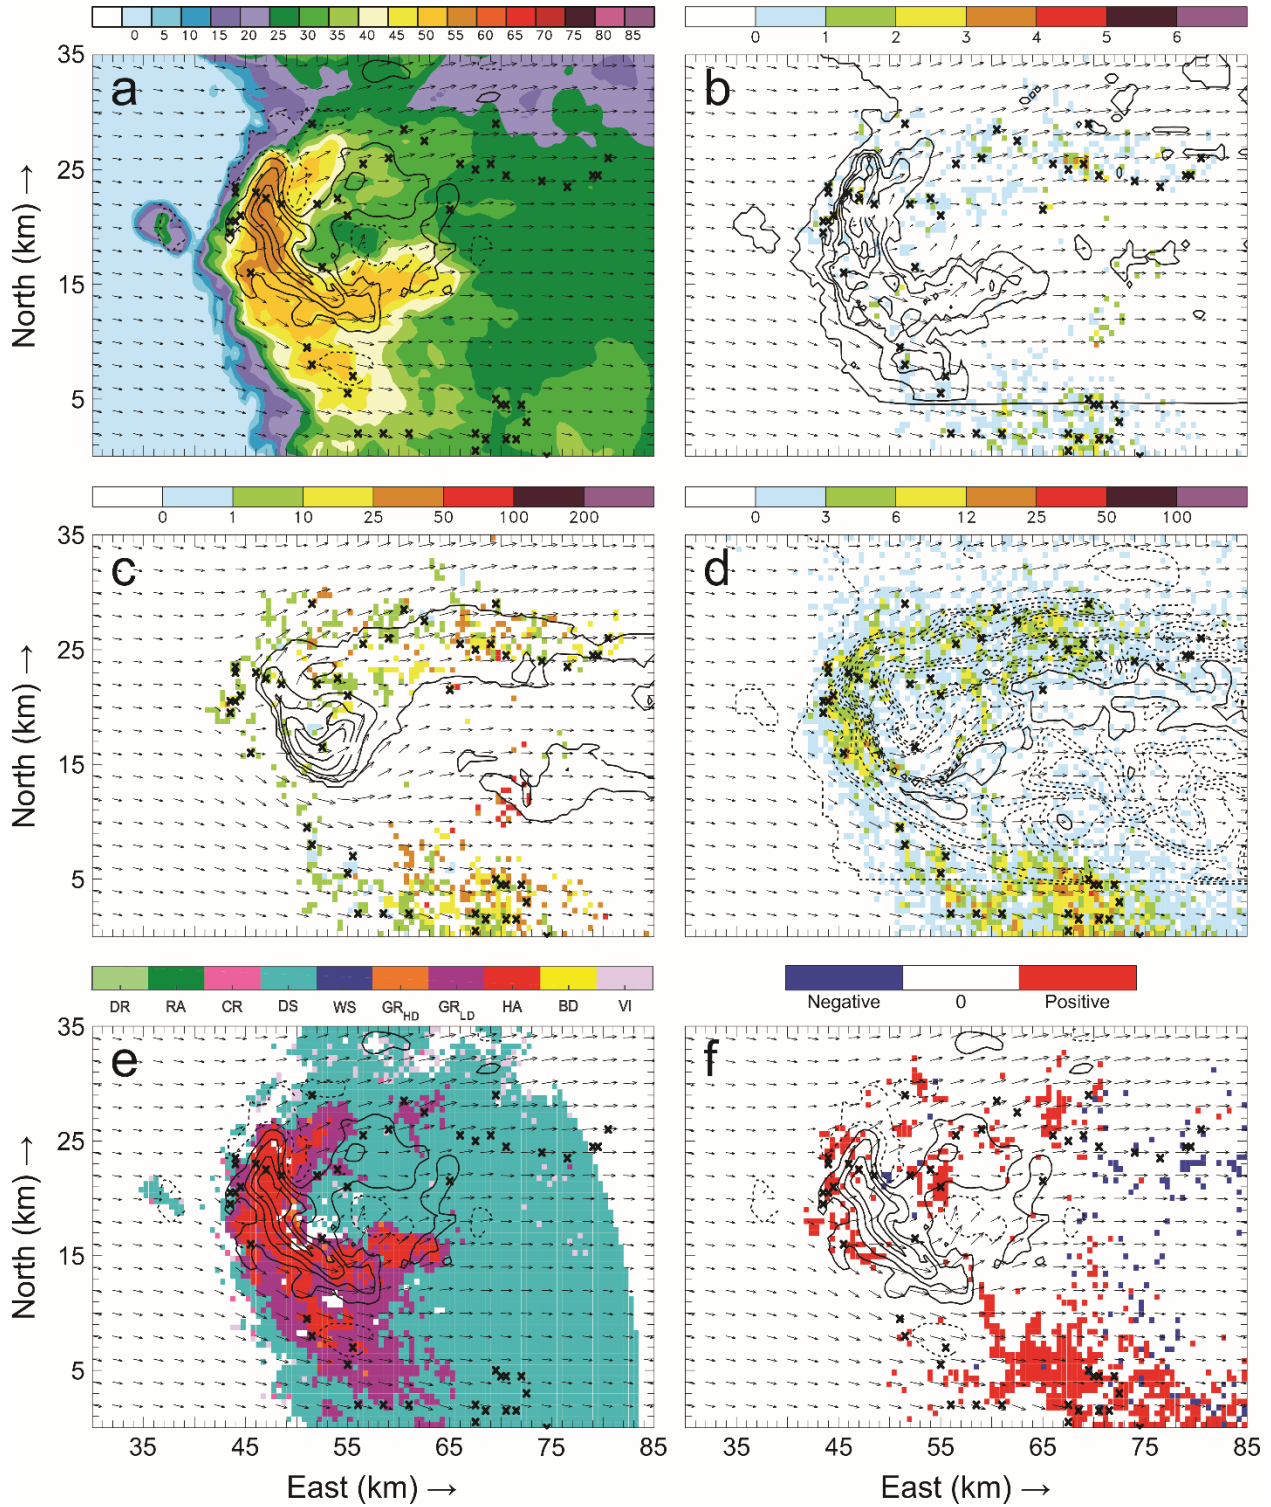 0 5 10 15 20 25 30 35 40 45 50 55 60 65 70 75 80 85
0 1 2 3 4 5 6
35
25
15
5
North (km) →
a
b
0 1 10 25 50 100 200
0 3 6 12 25 50 100
35
25
15
5
North (km) →
c
d
DR RA CR DS WS GR_HD GR_LD HA BD VI
Negative 0 Positive
35
25
15
5
North (km) →
e
f
35 45 55 65 75 85
35 45 55 65 75 85
East (km) →
East (km) →